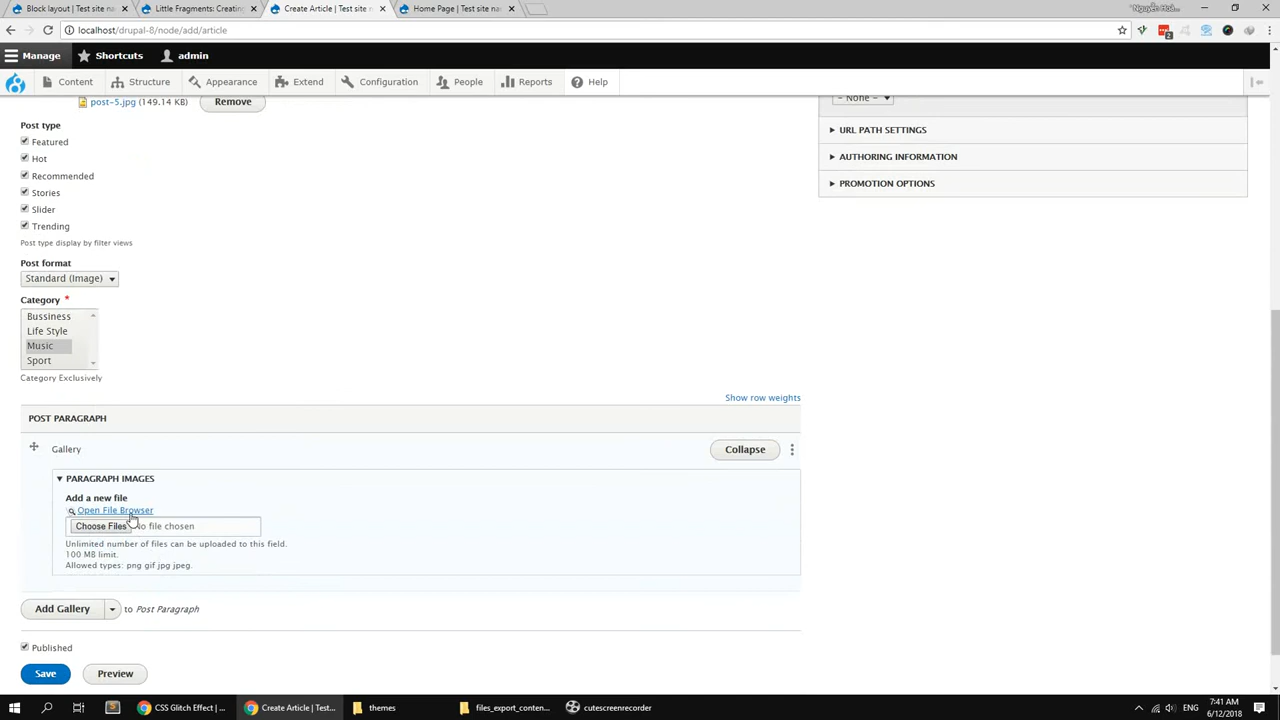 Block layout | Test site na
Little Fragments: Creatin
Create Article | Test site n
Home Page | Test site na
localhost/drupal-8/node/add/article
2
Manage
Shortcuts
admin
Content
Structure
Appearance
Extend
Configuration
People
Reports
Help
post-5.jpg (149.14 KB)
Remove
- None -
Post type
URL PATH SETTINGS
Featured
Hot
AUTHORING INFORMATION
Recommended
PROMOTION OPTIONS
Stories
Slider
Trending
Post type display by filter views
Post format
Standard (Image)
Category *
Bussiness
Life Style
Music
Sport
Category Exclusively
Show row weights
POST PARAGRAPH
Gallery
Collapse
PARAGRAPH IMAGES
Add a new file
Open File Browser
Choose Files No file chosen
Unlimited number of files can be uploaded to this field.
100 MB limit.
Allowed types: png gif jpg jpeg.
Add Gallery
to Post Paragraph
Published
Save
Preview
CSS Glitch Effect | ...
Create Article | Test...
themes
files_export_conten...
cutescreenrecorder
ENG
7:41 AM
6/12/2018